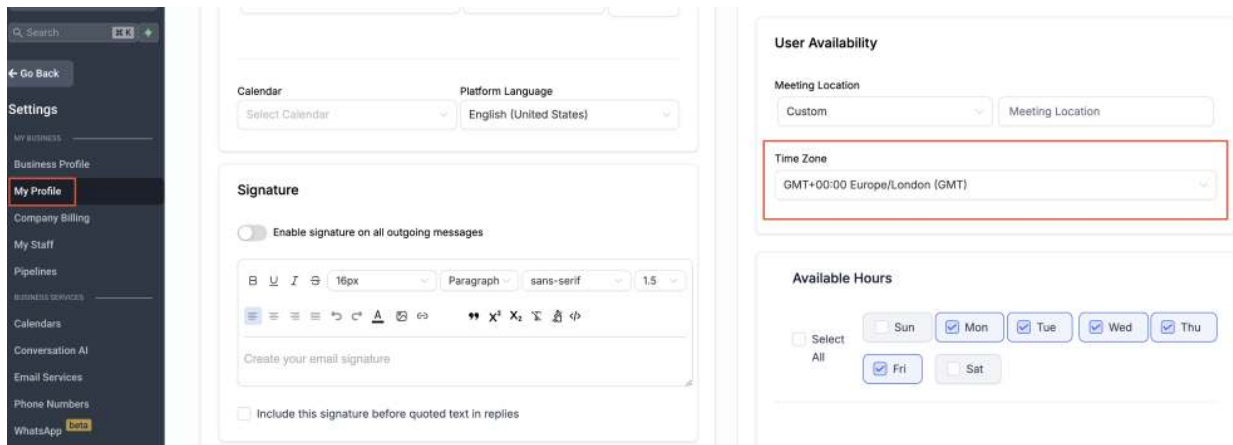 Search
⌘ K
← Go Back
Settings
MY BUSINESS
Business Profile
My Profile
Company Billing
My Staff
Pipelines
BUSINESS SERVICES
Calendars
Conversation AI
Email Services
Phone Numbers
WhatsApp beta
Calendar
Platform Language
Select Calendar
English (United States)
Signature
Enable signature on all outgoing messages
B U I S 16px Paragraph sans-serif 1.5
A X² X₂
Create your email signature
Include this signature before quoted text in replies
User Availability
Meeting Location
Custom
Meeting Location
Time Zone
GMT+00:00 Europe/London (GMT)
Available Hours
Select All
Sun Mon Tue Wed Thu
Fri Sat